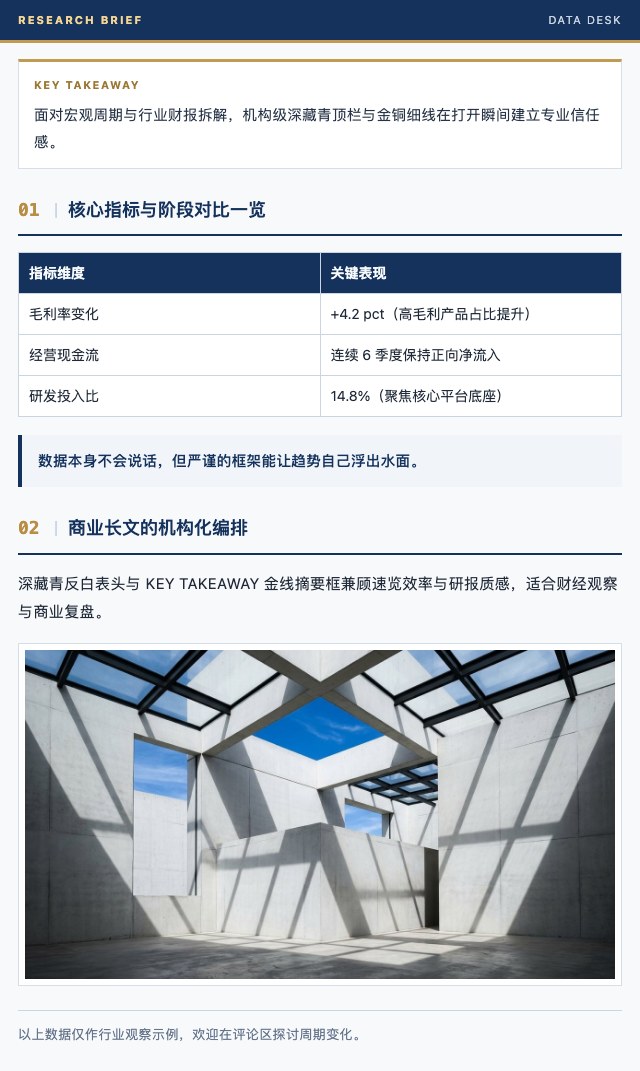 RESEARCH BRIEF
DATA DESK
KEY TAKEAWAY
面对宏观周期与行业财报拆解，机构级深藏青顶栏与金铜细线在打开瞬间建立专业信任
感。
01 | 核心指标与阶段对比一览
指标维度 关键表现
毛利率变化 +4.2 pct（高毛利产品占比提升）
经营现金流 连续 6 季度保持正向净流入
研发投入比 14.8%（聚焦核心平台底座）
数据本身不会说话，但严谨的框架能让趋势自己浮出水面。
02 | 商业长文的机构化编排
深藏青反白表头与 KEY TAKEAWAY 金线摘要框兼顾速览效率与研报质感，适合财经观察
与商业复盘。
以上数据仅作行业观察示例，欢迎在评论区探讨周期变化。